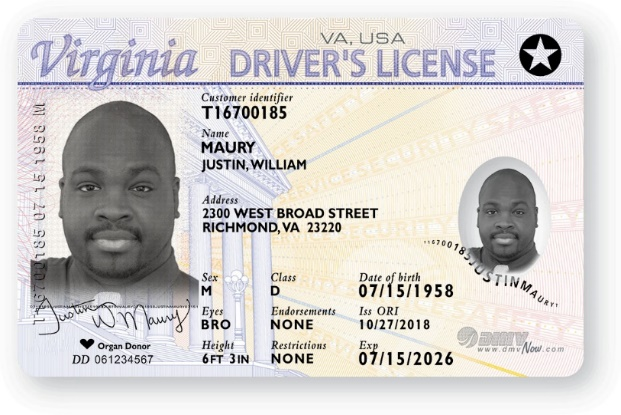 Virginia
VA, USA
DRIVER'S LICENSE
Customer identifier
T16700185
Name
MAURY
JUSTIN, WILLIAM
Address
2300 WEST BROAD STREET
RICHMOND, VA 23220
Sex
M
Class
D
Date of birth
07/15/1958
Eyes
BRO
Endorsements
NONE
Iss ORI
10/27/2018
Height
6FT 3IN
Restrictions
NONE
Exp
07/15/2026
T16700185 07 15 1958 M
Justin W Maury
Organ Donor
DD 061234567
T16700185JUSTINMAURY
DMV
www.dmvNow.com
SERVICE SECURITY SAFETY